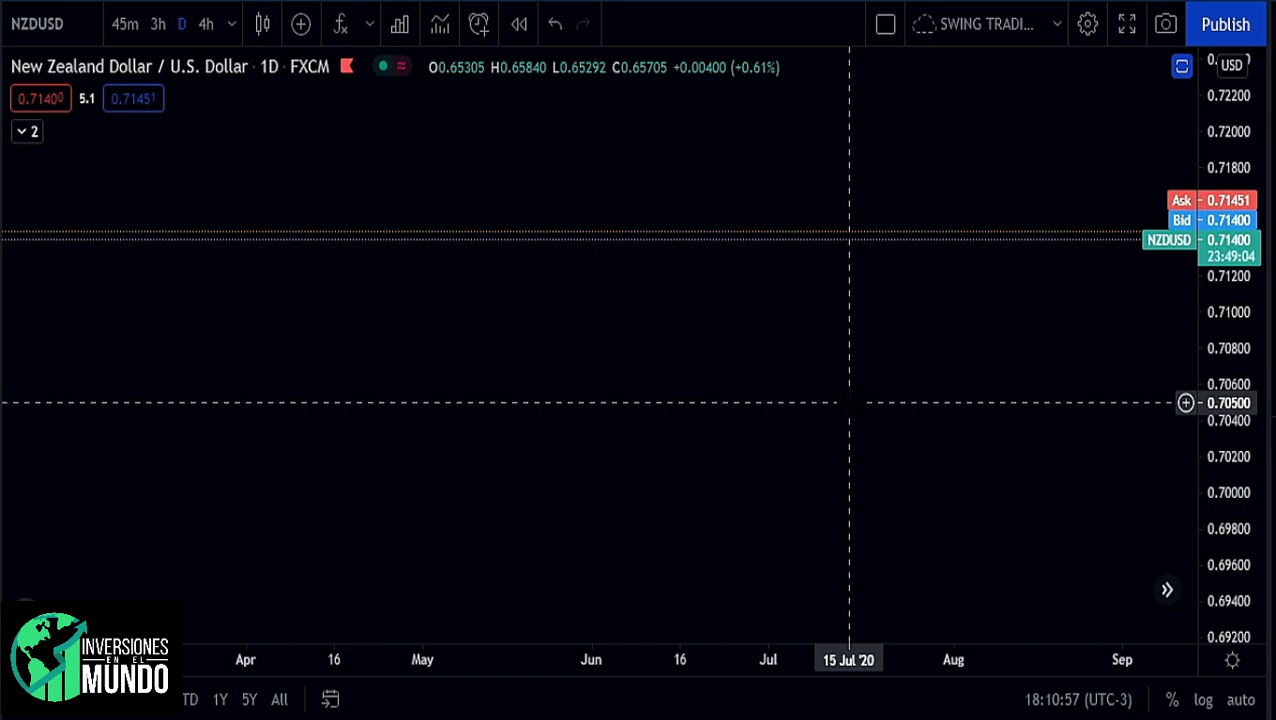 NZDUSD 45m 3h D 4h SWING TRADI... Publish
New Zealand Dollar / U.S. Dollar · 1D · FXCM O0.65305 H0.65840 L0.65292 C0.65705 +0.00400 (+0.61%)
USD
0.71400 5.1 0.71451
0.72200
2
0.72000
0.71800
Ask 0.71451
Bid 0.71400
NZDUSD 0.71400
23:49:04
0.71200
0.71000
0.70800
0.70600
0.70500
0.70400
0.70200
0.70000
0.69800
0.69600
0.69400
0.69200
Apr 16 May Jun 16 Jul 15 Jul '20 Aug Sep
INVERSIONES
EN EL
MUNDO
TD 1Y 5Y All 18:10:57 (UTC-3) % log auto